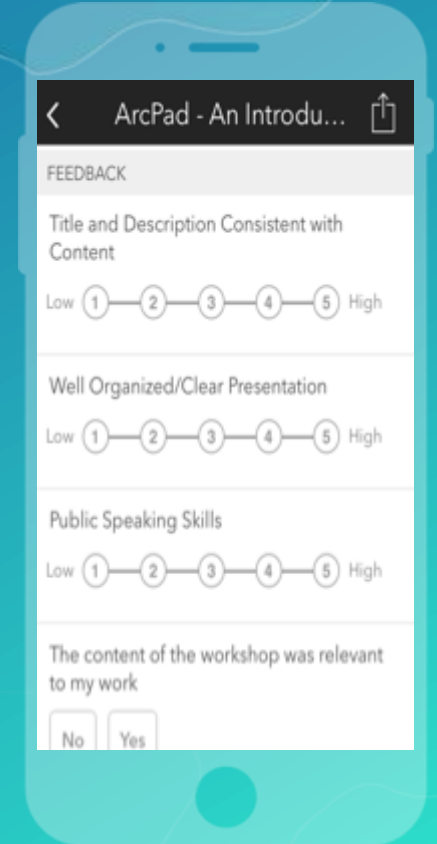 ArcPad - An Introdu...
FEEDBACK
Title and Description Consistent with
Content
Low 1 2 3 4 5 High
Well Organized/Clear Presentation
Low 1 2 3 4 5 High
Public Speaking Skills
Low 1 2 3 4 5 High
The content of the workshop was relevant
to my work
No Yes